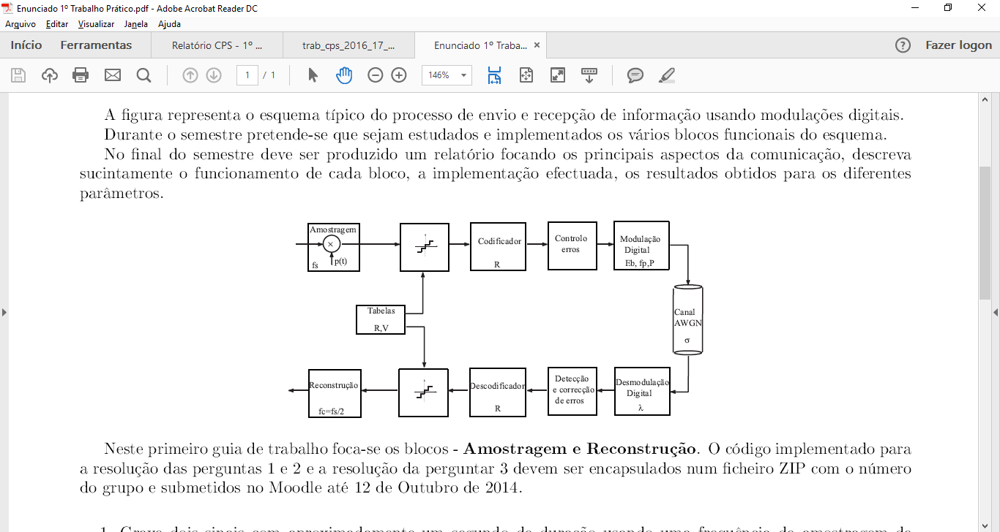 Enunciado 1º Trabalho Prático.pdf - Adobe Acrobat Reader DC
Arquivo Editar Visualizar Janela Ajuda
Início Ferramentas Relatório CPS - 1º ... trab_cps_2016_17_... Enunciado 1º Traba... × ? Fazer logon
1 / 1 146%
A figura representa o esquema típico do processo de envio e recepção de informação usando modulações digitais.
Durante o semestre pretende-se que sejam estudados e implementados os vários blocos funcionais do esquema.
No final do semestre deve ser produzido um relatório focando os principais aspectos da comunicação, descreva
sucintamente o funcionamento de cada bloco, a implementação efectuada, os resultados obtidos para os diferentes
parâmetros.
Amostragem
×
p(t)
fs
Codificador
R
Controlo
erros
Modulação
Digital
Eb, fp,P
Tabelas
R,V
Canal
AWGN
σ
Reconstrução
fc=fs/2
Descodificador
R
Detecção
e correcção
de erros
Desmodulação
Digital
λ
Neste primeiro guia de trabalho foca-se os blocos - Amostragem e Reconstrução. O código implementado para
a resolução das perguntas 1 e 2 e a resolução da perguntar 3 devem ser encapsulados num ficheiro ZIP com o número
do grupo e submetidos no Moodle até 12 de Outubro de 2014.
1. Grave dois sinais com aproximadamente um segundo de duração usando uma frequência de amostragem de